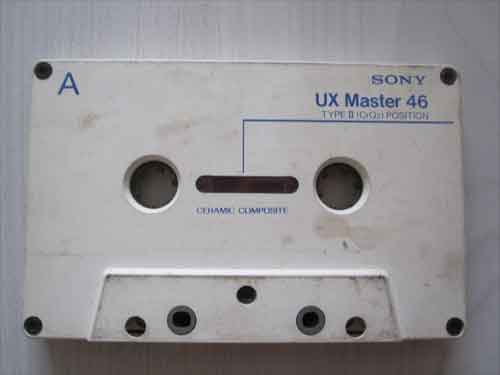 A
SONY
UX Master 46
TYPE II (CrO₂) POSITION
CERAMIC COMPOSITE